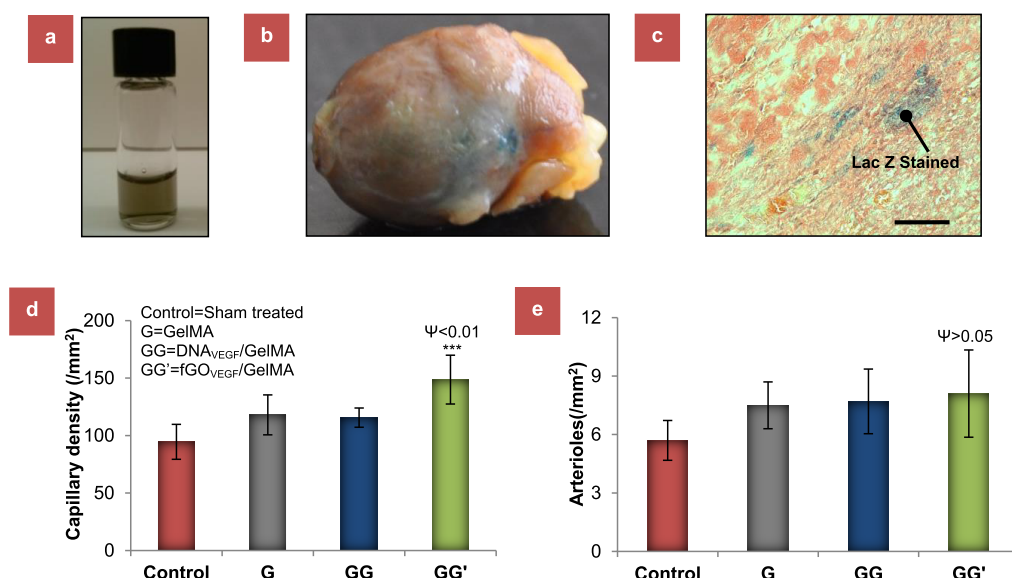 a
b
c
Lac Z Stained
d
Control=Sham treated
G=GelMA
GG=DNAVEGF/GelMA
GG'=fGOVEGF/GelMA
Ψ<0.01
***
Capillary density (/mm²)
200
150
100
50
0
Control G GG GG'
e
Ψ>0.05
Arterioles(/mm²)
12
9
6
3
0
Control G GG GG'